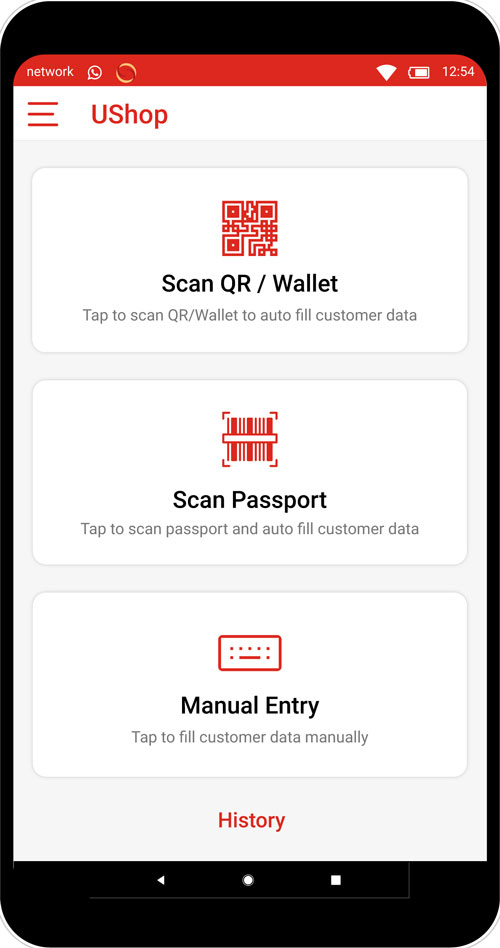 network 12:54
UShop
Scan QR / Wallet
Tap to scan QR/Wallet to auto fill customer data
Scan Passport
Tap to scan passport and auto fill customer data
Manual Entry
Tap to fill customer data manually
History